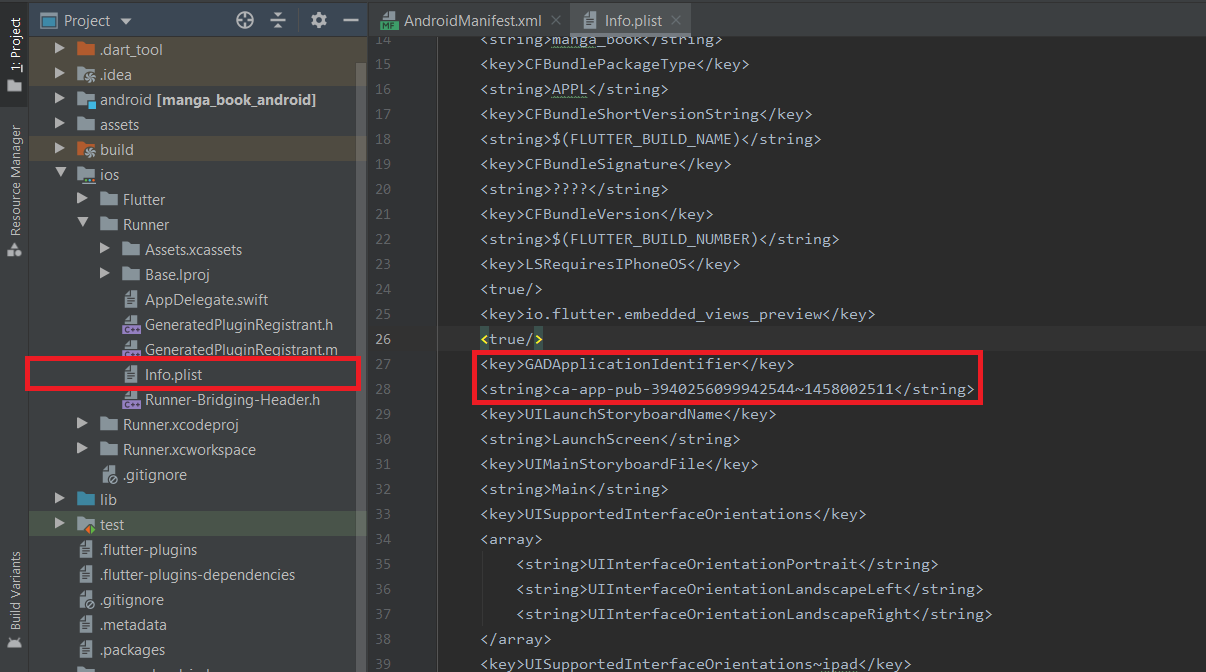 Project
AndroidManifest.xml
Info.plist
1: Project
Resource Manager
Build Variants
.dart_tool
.idea
android [manga_book_android]
assets
build
ios
Flutter
Runner
Assets.xcassets
Base.lproj
AppDelegate.swift
GeneratedPluginRegistrant.h
GeneratedPluginRegistrant.m
Info.plist
Runner-Bridging-Header.h
Runner.xcodeproj
Runner.xcworkspace
.gitignore
lib
test
.flutter-plugins
.flutter-plugins-dependencies
.gitignore
.metadata
.packages
14 <string>manga_book</string>
15 <key>CFBundlePackageType</key>
16 <string>APPL</string>
17 <key>CFBundleShortVersionString</key>
18 <string>$(FLUTTER_BUILD_NAME)</string>
19 <key>CFBundleSignature</key>
20 <string>????</string>
21 <key>CFBundleVersion</key>
22 <string>$(FLUTTER_BUILD_NUMBER)</string>
23 <key>LSRequiresIPhoneOS</key>
24 <true/>
25 <key>io.flutter.embedded_views_preview</key>
26 <true/>
27 <key>GADApplicationIdentifier</key>
28 <string>ca-app-pub-3940256099942544~1458002511</string>
29 <key>UILaunchStoryboardName</key>
30 <string>LaunchScreen</string>
31 <key>UIMainStoryboardFile</key>
32 <string>Main</string>
33 <key>UISupportedInterfaceOrientations</key>
34 <array>
35 <string>UIInterfaceOrientationPortrait</string>
36 <string>UIInterfaceOrientationLandscapeLeft</string>
37 <string>UIInterfaceOrientationLandscapeRight</string>
38 </array>
39 <key>UISupportedInterfaceOrientations~ipad</key>